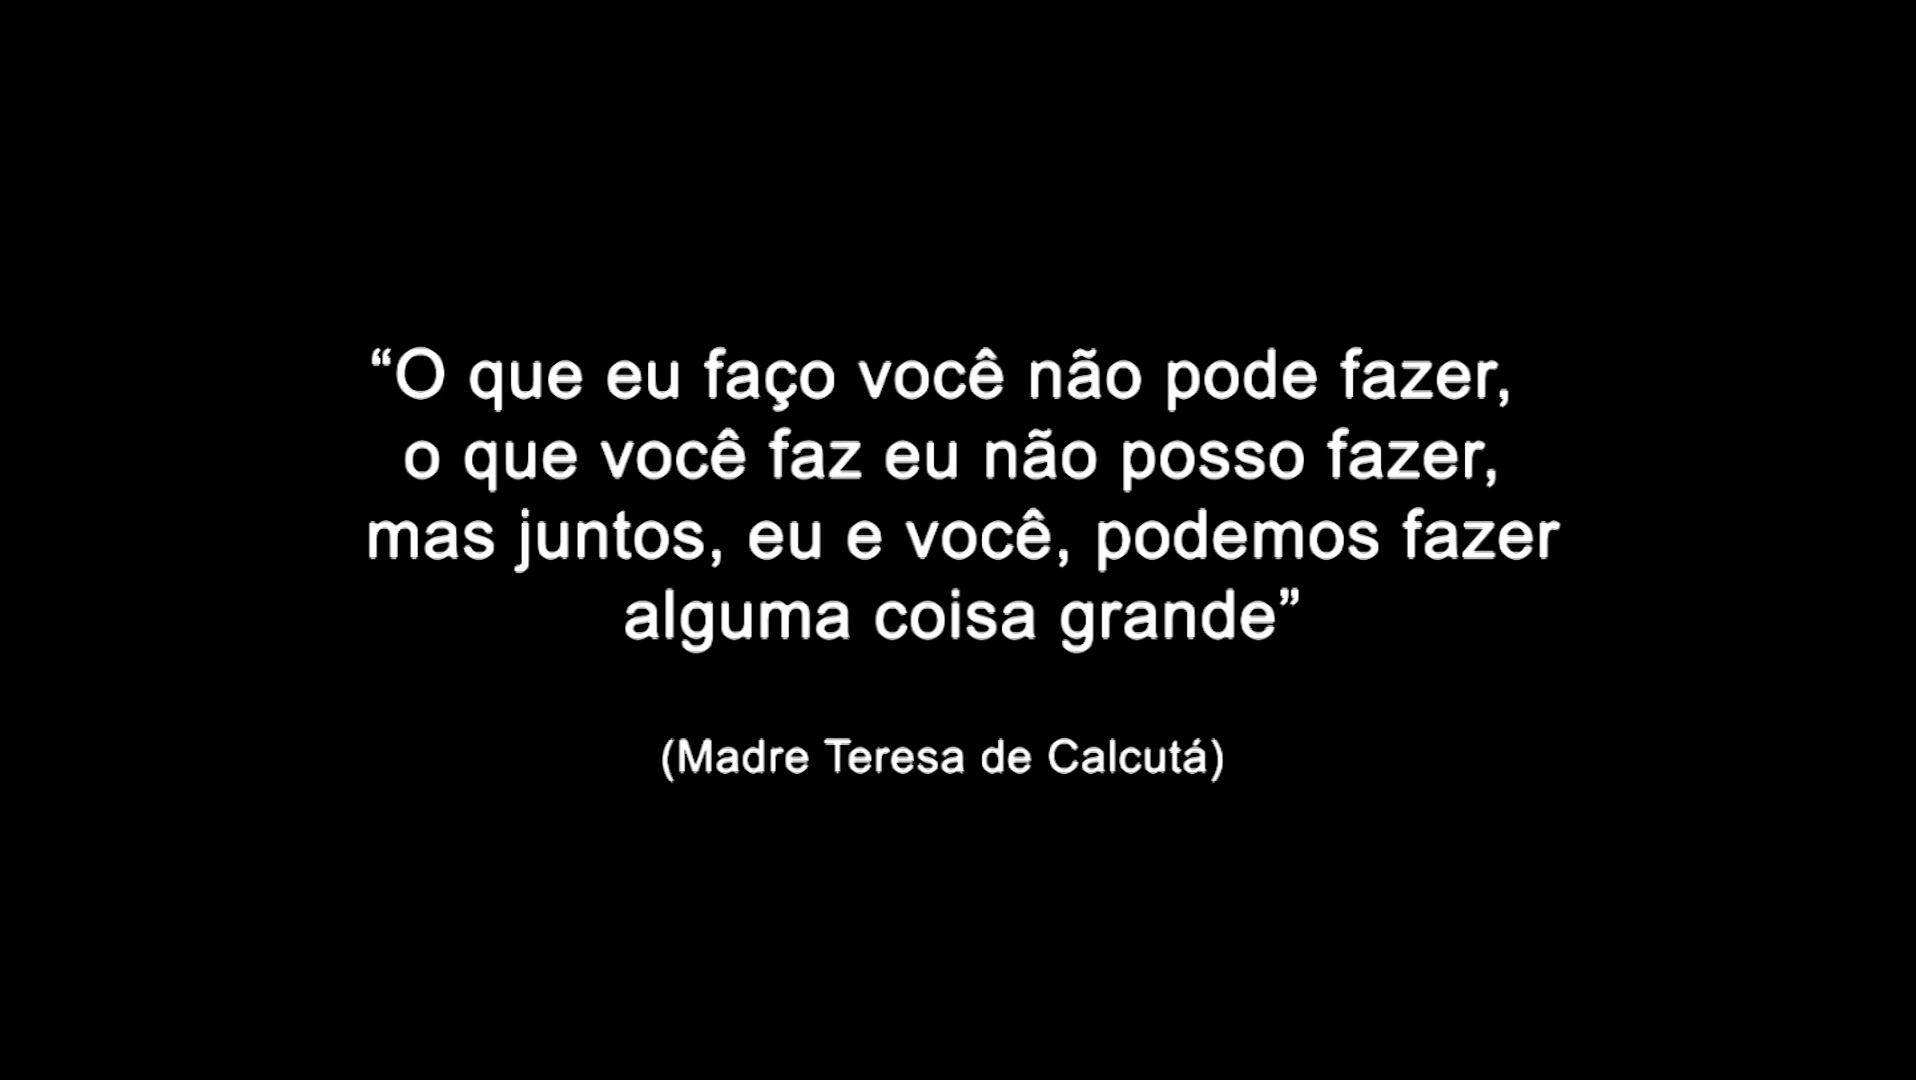 “O que eu faço você não pode fazer,
o que você faz eu não posso fazer,
mas juntos, eu e você, podemos fazer
alguma coisa grande”
(Madre Teresa de Calcutá)